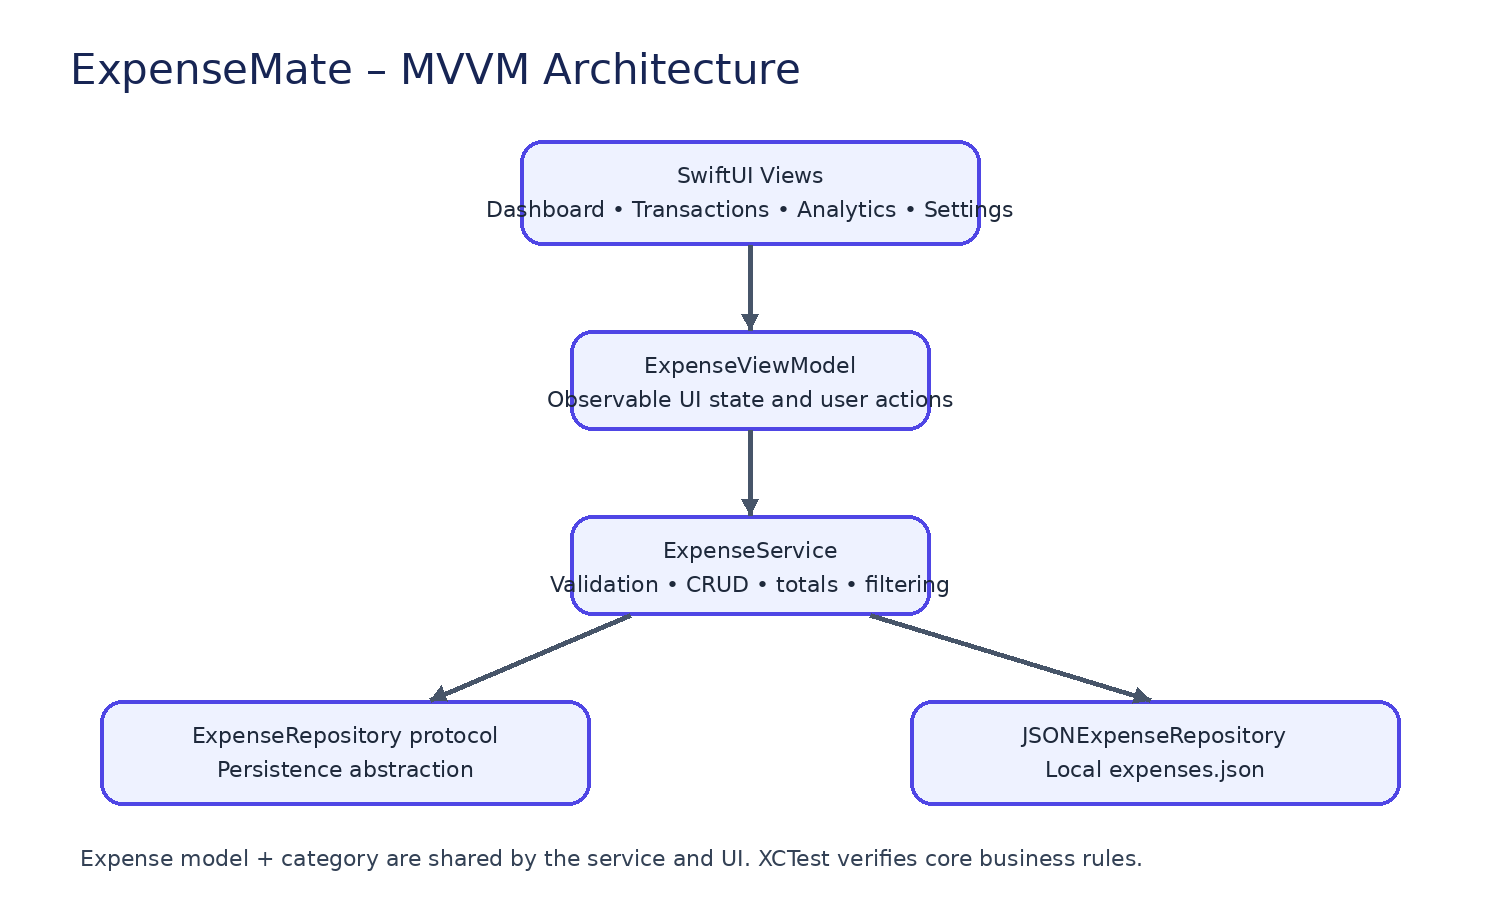 ExpenseMate – MVVM Architecture
SwiftUI Views
Dashboard • Transactions • Analytics • Settings
ExpenseViewModel
Observable UI state and user actions
ExpenseService
Validation • CRUD • totals • filtering
ExpenseRepository protocol
Persistence abstraction
JSONExpenseRepository
Local expenses.json
Expense model + category are shared by the service and UI. XCTest verifies core business rules.